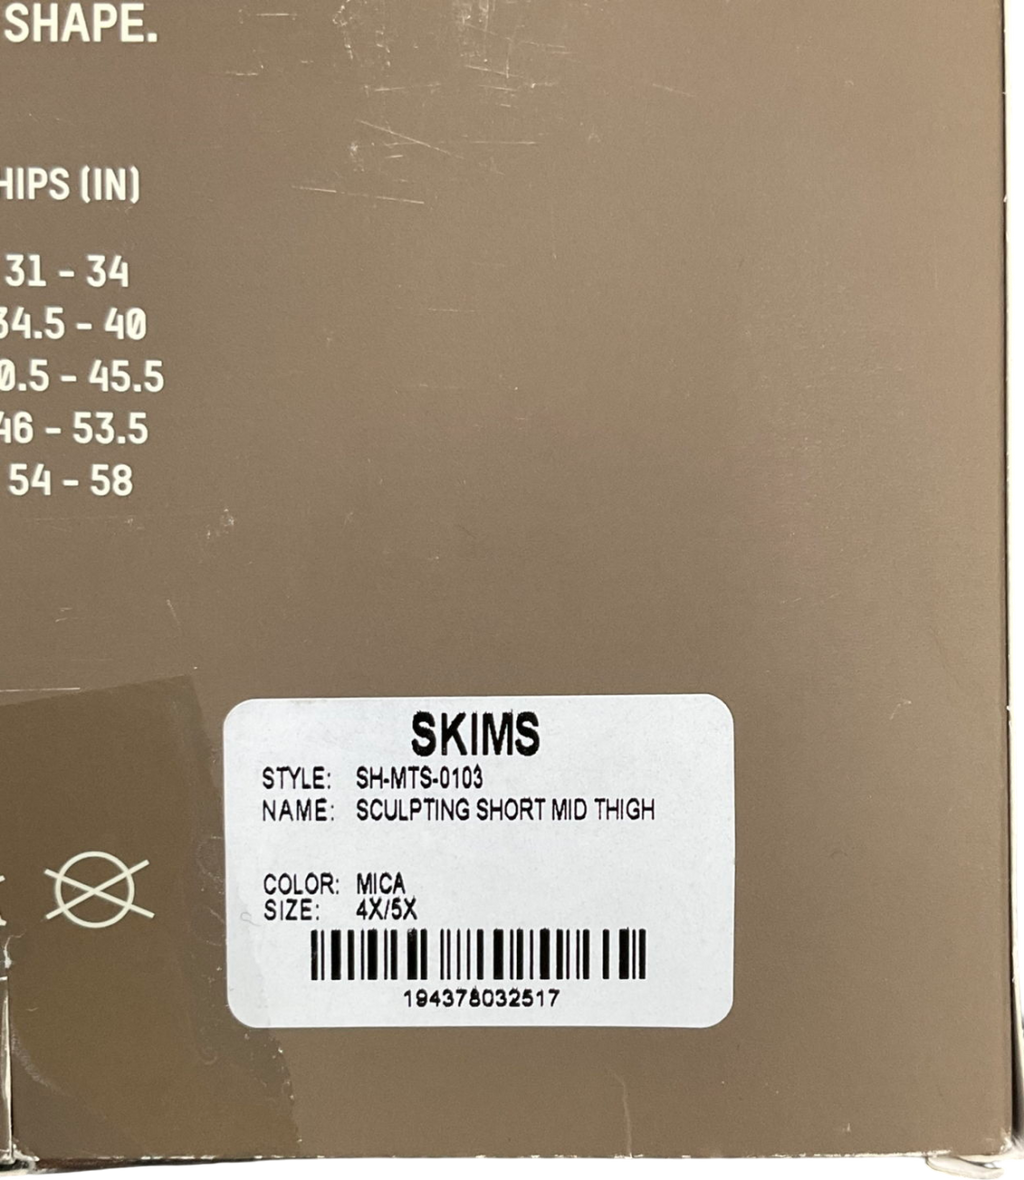 SHAPE.
HIPS (IN)
31 - 34
34.5 - 40
0.5 - 45.5
46 - 53.5
54 - 58
SKIMS
STYLE: SH-MTS-0103
NAME: SCULPTING SHORT MID THIGH
COLOR: MICA
SIZE: 4X/5X
194378032517